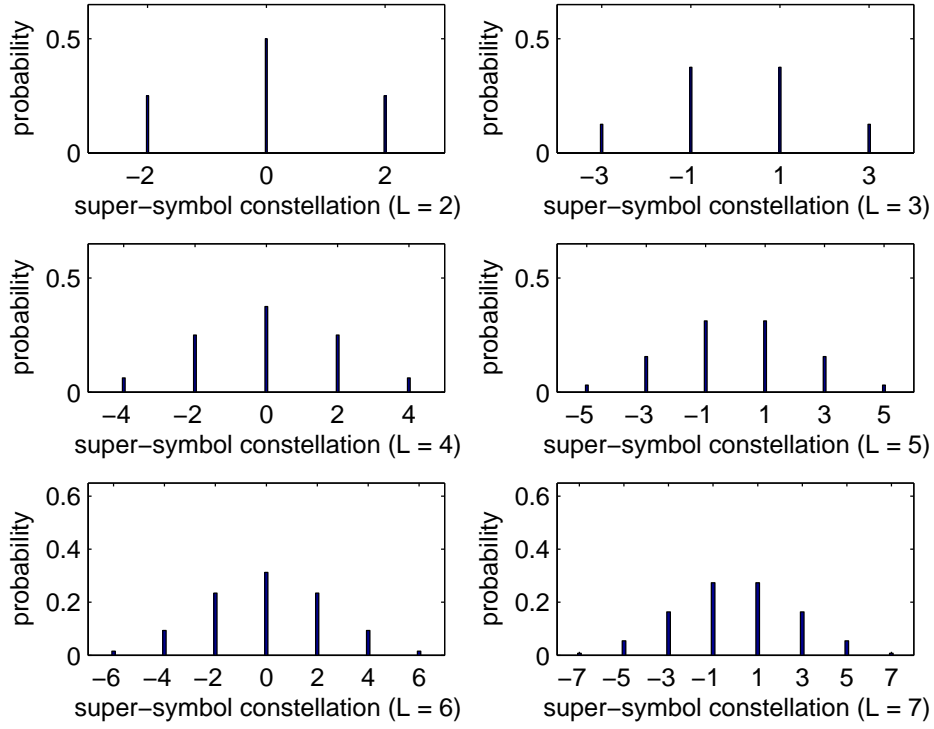 probability
0.5
0
−2 0 2
super−symbol constellation (L = 2)
probability
0.5
0
−3 −1 1 3
super−symbol constellation (L = 3)
probability
0.5
0
−4 −2 0 2 4
super−symbol constellation (L = 4)
probability
0.5
0
−5 −3 −1 1 3 5
super−symbol constellation (L = 5)
probability
0.6
0.4
0.2
0
−6 −4 −2 0 2 4 6
super−symbol constellation (L = 6)
probability
0.6
0.4
0.2
0
−7 −5 −3 −1 1 3 5 7
super−symbol constellation (L = 7)